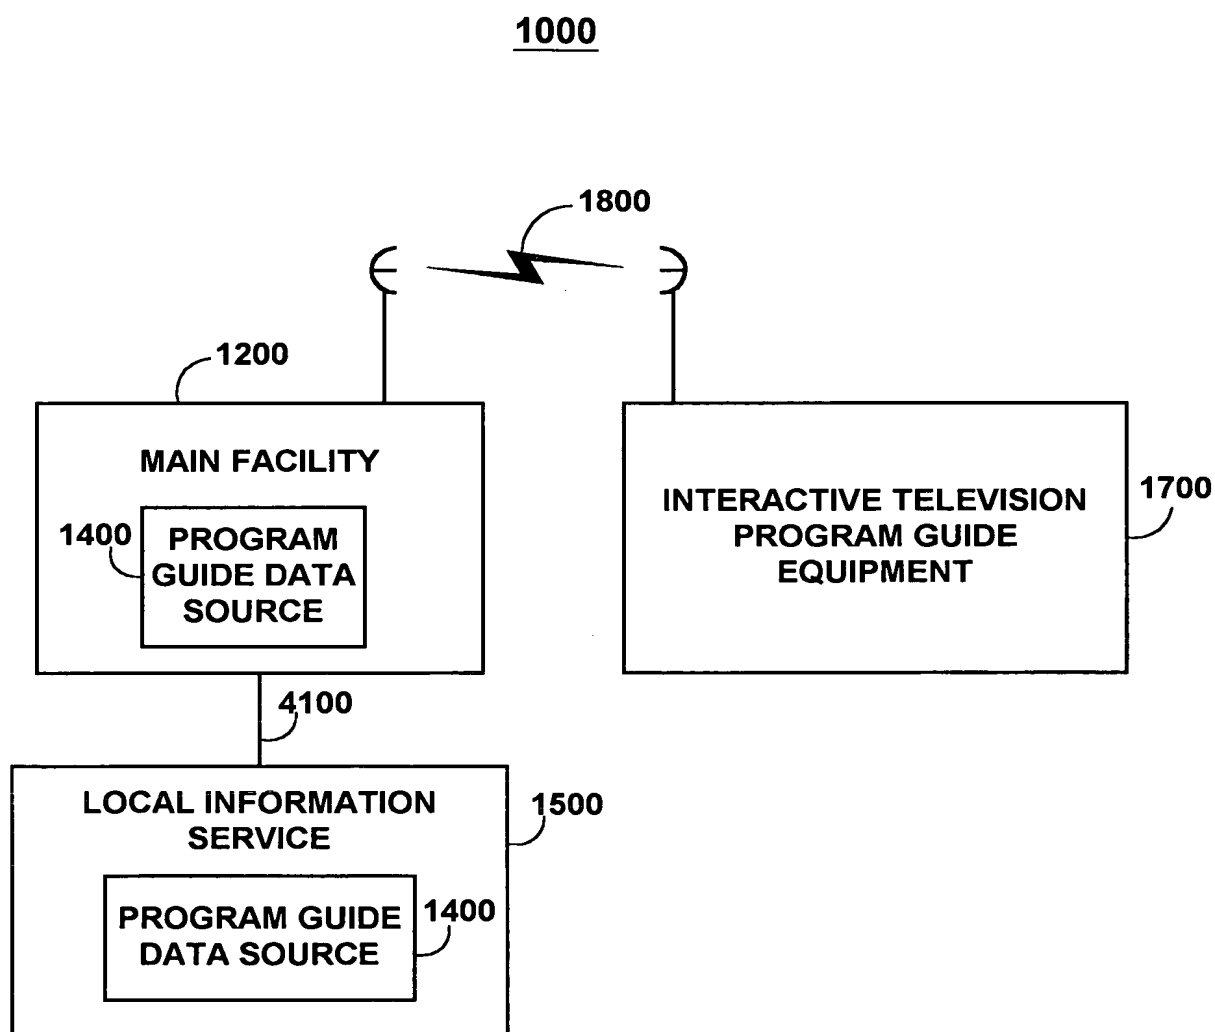 1000
1800
1200
MAIN FACILITY
1400
PROGRAM
GUIDE DATA
SOURCE
INTERACTIVE TELEVISION
PROGRAM GUIDE
EQUIPMENT
1700
4100
LOCAL INFORMATION
SERVICE
1500
PROGRAM GUIDE
DATA SOURCE
1400